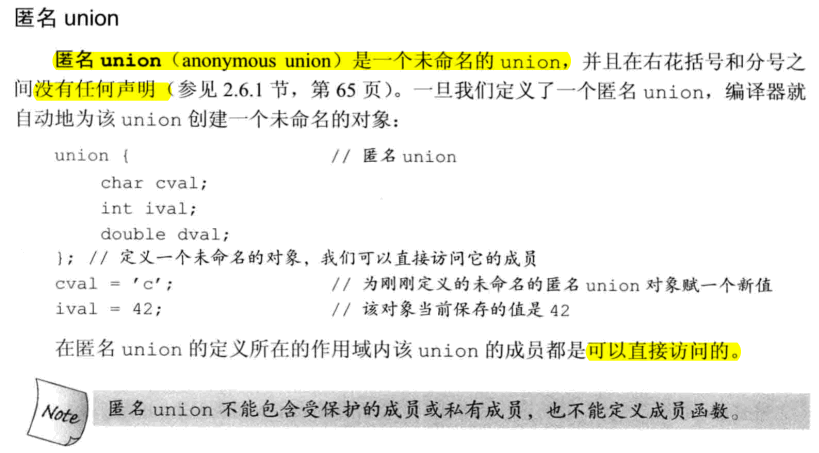 匿名 union
匿名 union（anonymous union）是一个未命名的 union，并且在右花括号和分号之
间没有任何声明（参见 2.6.1 节，第 65 页）。一旦我们定义了一个匿名 union，编译器就
自动地为该 union 创建一个未命名的对象：
union { // 匿名 union
char cval;
int ival;
double dval;
}; // 定义一个未命名的对象，我们可以直接访问它的成员
cval = 'c'; // 为刚刚定义的未命名的匿名 union 对象赋一个新值
ival = 42; // 该对象当前保存的值是 42
在匿名 union 的定义所在的作用域内该 union 的成员都是可以直接访问的。
Note 匿名 union 不能包含受保护的成员或私有成员，也不能定义成员函数。